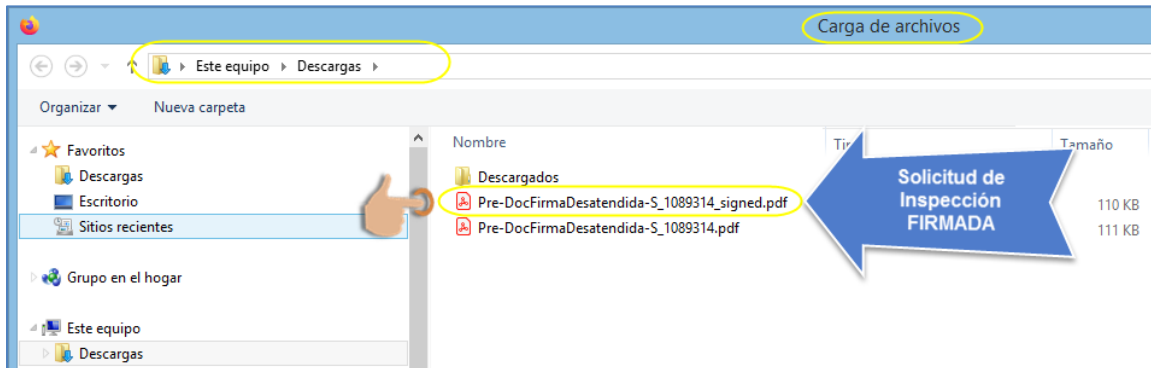 Carga de archivos
Este equipo Descargas
Organizar Nueva carpeta
Favoritos
Descargas
Escritorio
Sitios recientes
Grupo en el hogar
Este equipo
Descargas
Nombre Tamaño
Descargados
Pre-DocFirmaDesatendida-S_1089314_signed.pdf 110 KB
Pre-DocFirmaDesatendida-S_1089314.pdf 111 KB
Solicitud de
Inspección
FIRMADA